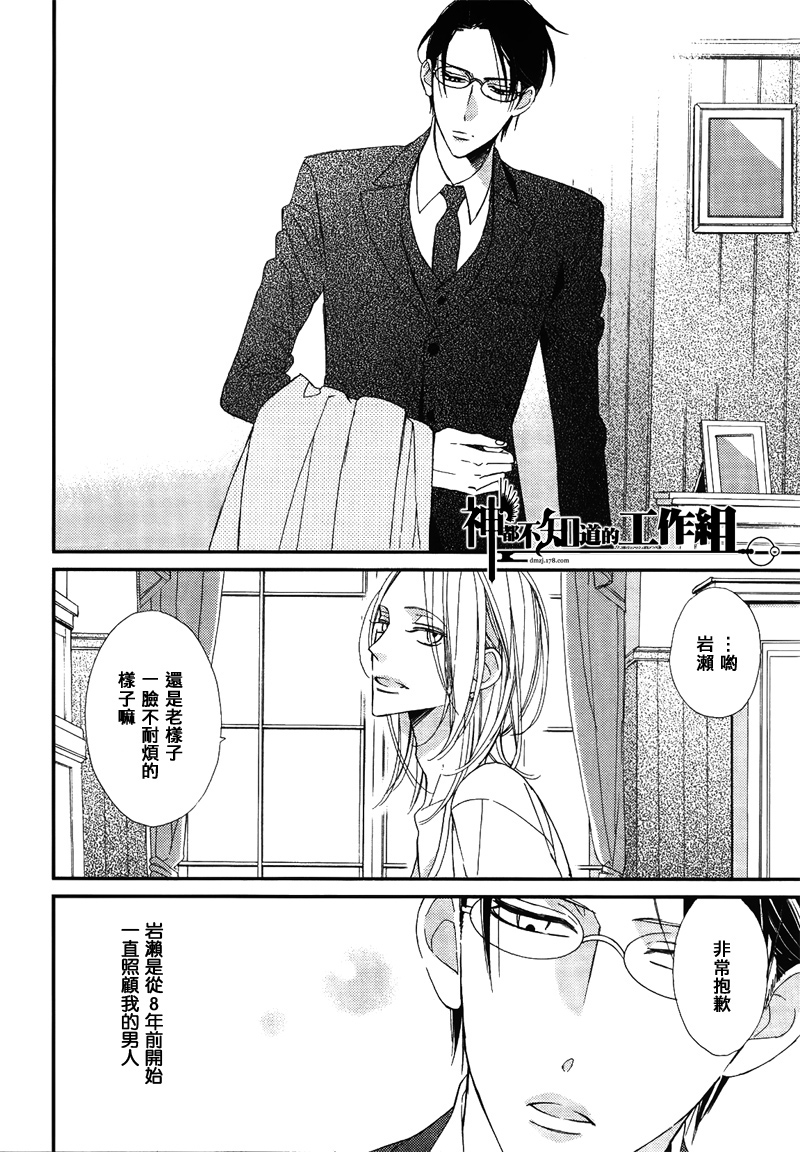 神都不知道的工作組
dmzj.178.com
…喲
岩瀨
還是老樣子
一臉不耐煩的
樣子嘛
非常抱歉
岩瀨是從8年前開始
一直照顧我的男人